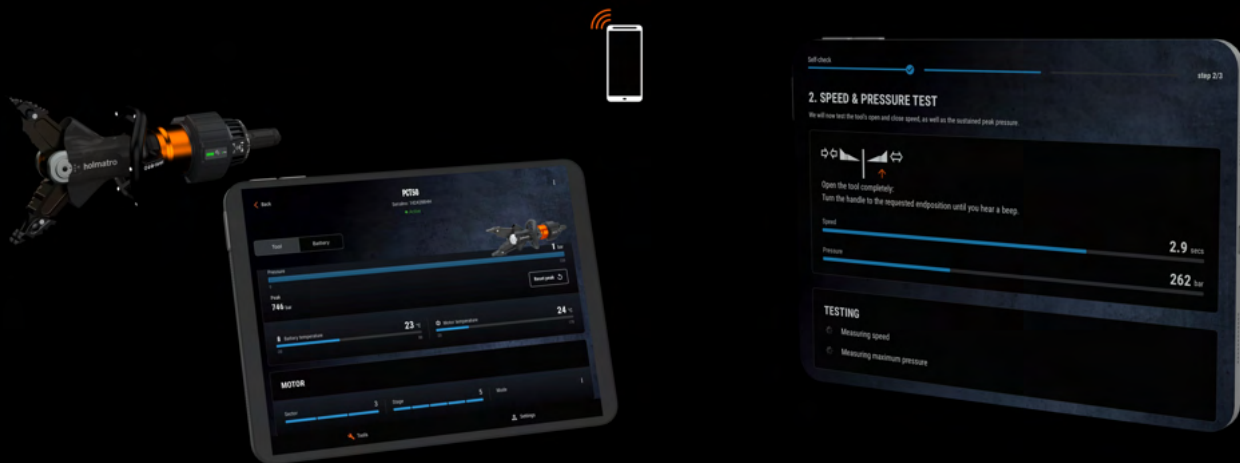 holmatro
Back
PCT50
Active
Tool
Battery
Pressure
1 bar
Peak
746 bar
Reset peak
Battery temperature
23 °C
Motor temperature
24 °C
MOTOR
Sector
3
Stage
5
Mode
1
Tools
Settings
Self-check
step 2/3
2. SPEED & PRESSURE TEST
We will now test the tool's open and close speed, as well as the sustained peak pressure.
Open the tool completely:
Turn the handle to the requested endposition until you hear a beep.
Speed
2.9 secs
Pressure
262 bar
TESTING
Measuring speed
Measuring maximum pressure